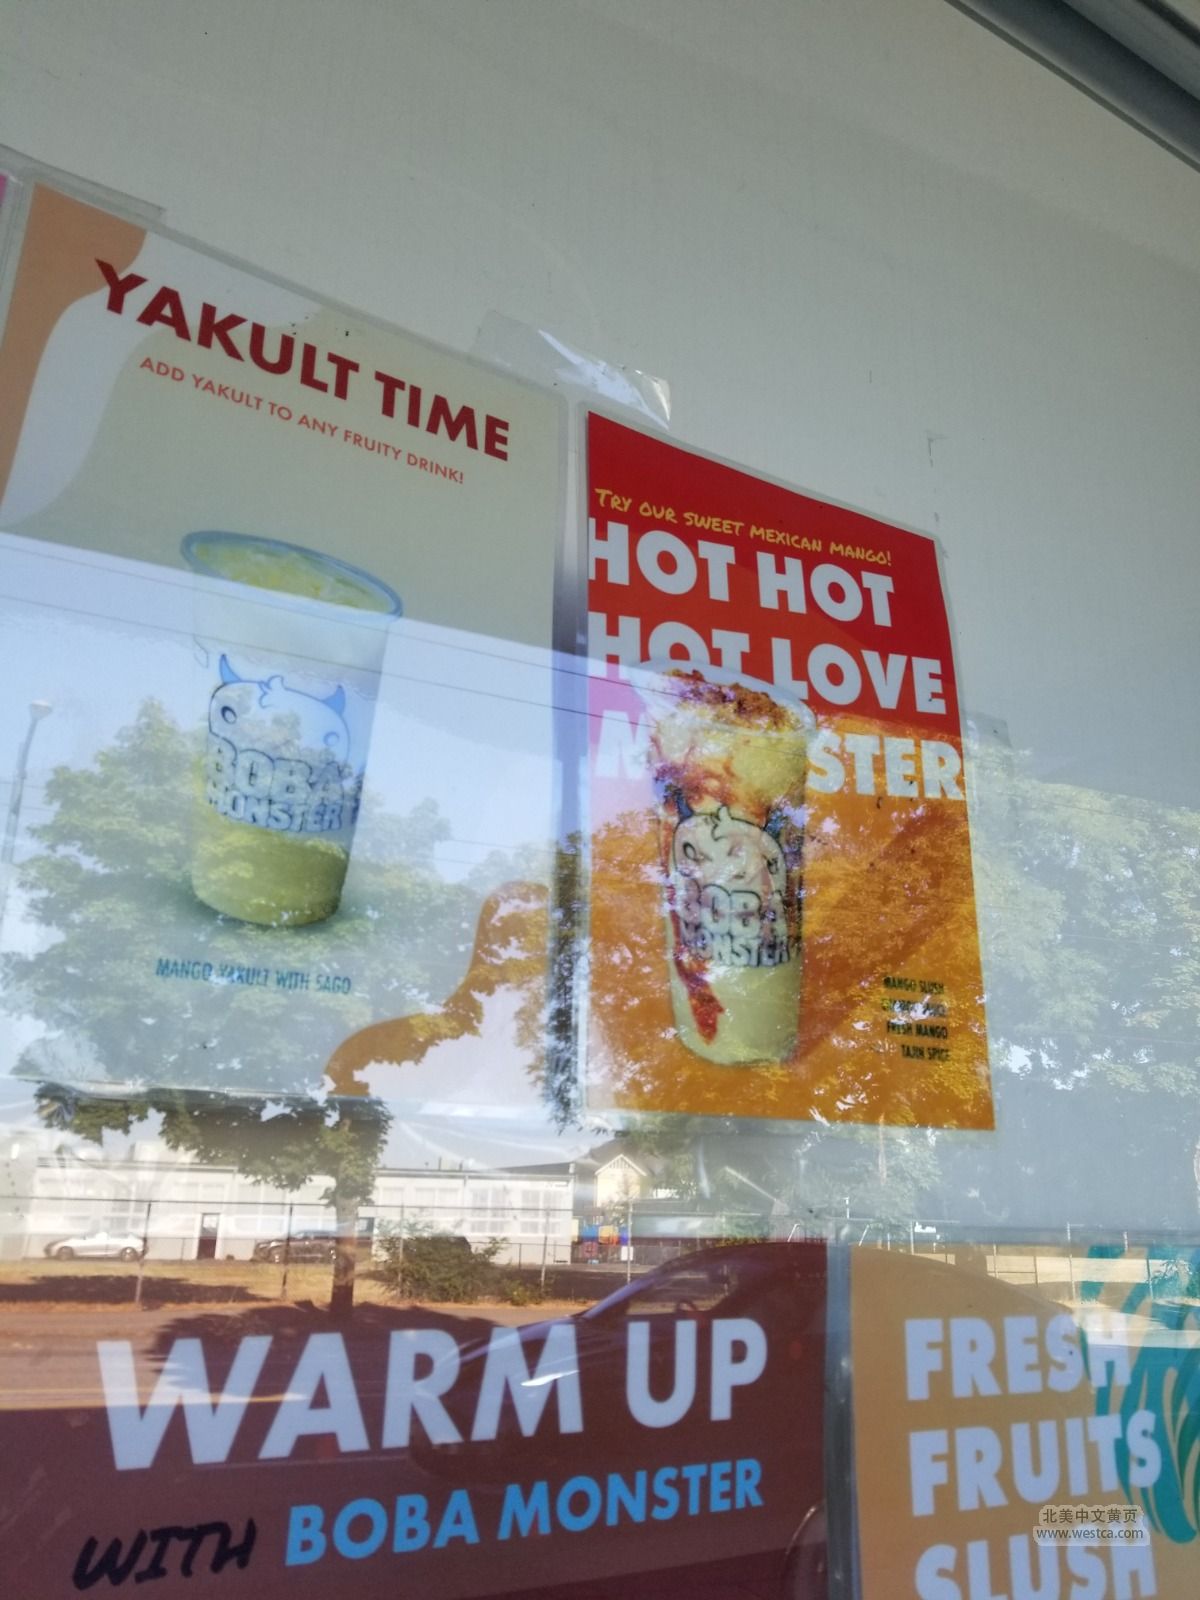 YAKULT TIME
ADD YAKULT TO ANY FRUITY DRINK!
BOBA
MONSTER
MANGO YAKULT WITH SAGO
TRY OUR SWEET MEXICAN MANGO!
HOT HOT
HOT LOVE
M STER
BOBA
MONSTER
MANGO SLUSH
CHAMOY SAUCE
FRESH MANGO
TAJIN SPICE
WARM UP
WITH BOBA MONSTER
FRESH
FRUITS
SLUSH
北美中文黄页
www.westca.com